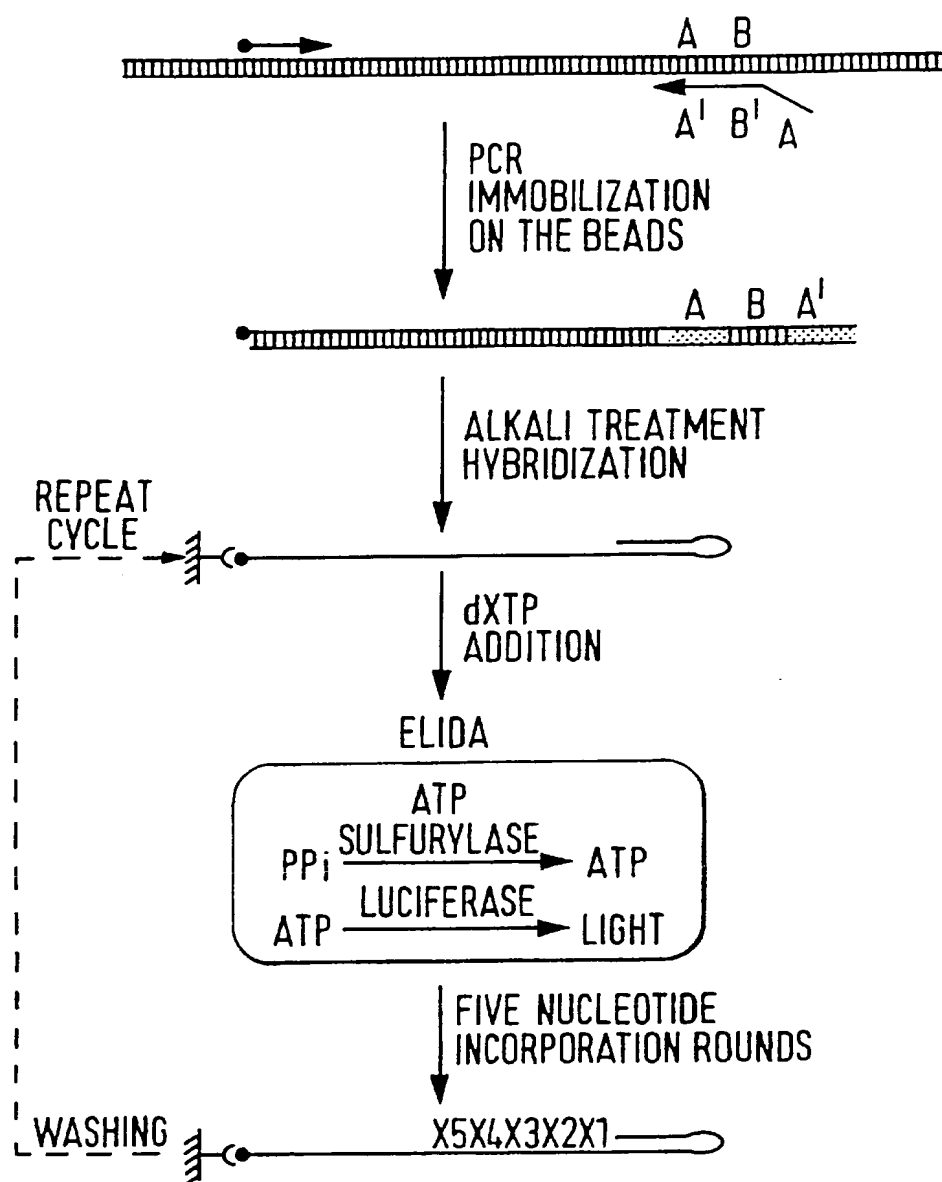 A B
A' B' A
PCR
IMMOBILIZATION
ON THE BEADS
A B A'
ALKALI TREATMENT
HYBRIDIZATION
REPEAT
CYCLE
dXTP
ADDITION
ELIDA
ATP
SULFURYLASE
PPi ATP
LUCIFERASE
ATP LIGHT
FIVE NUCLEOTIDE
INCORPORATION ROUNDS
WASHING X5X4X3X2X1